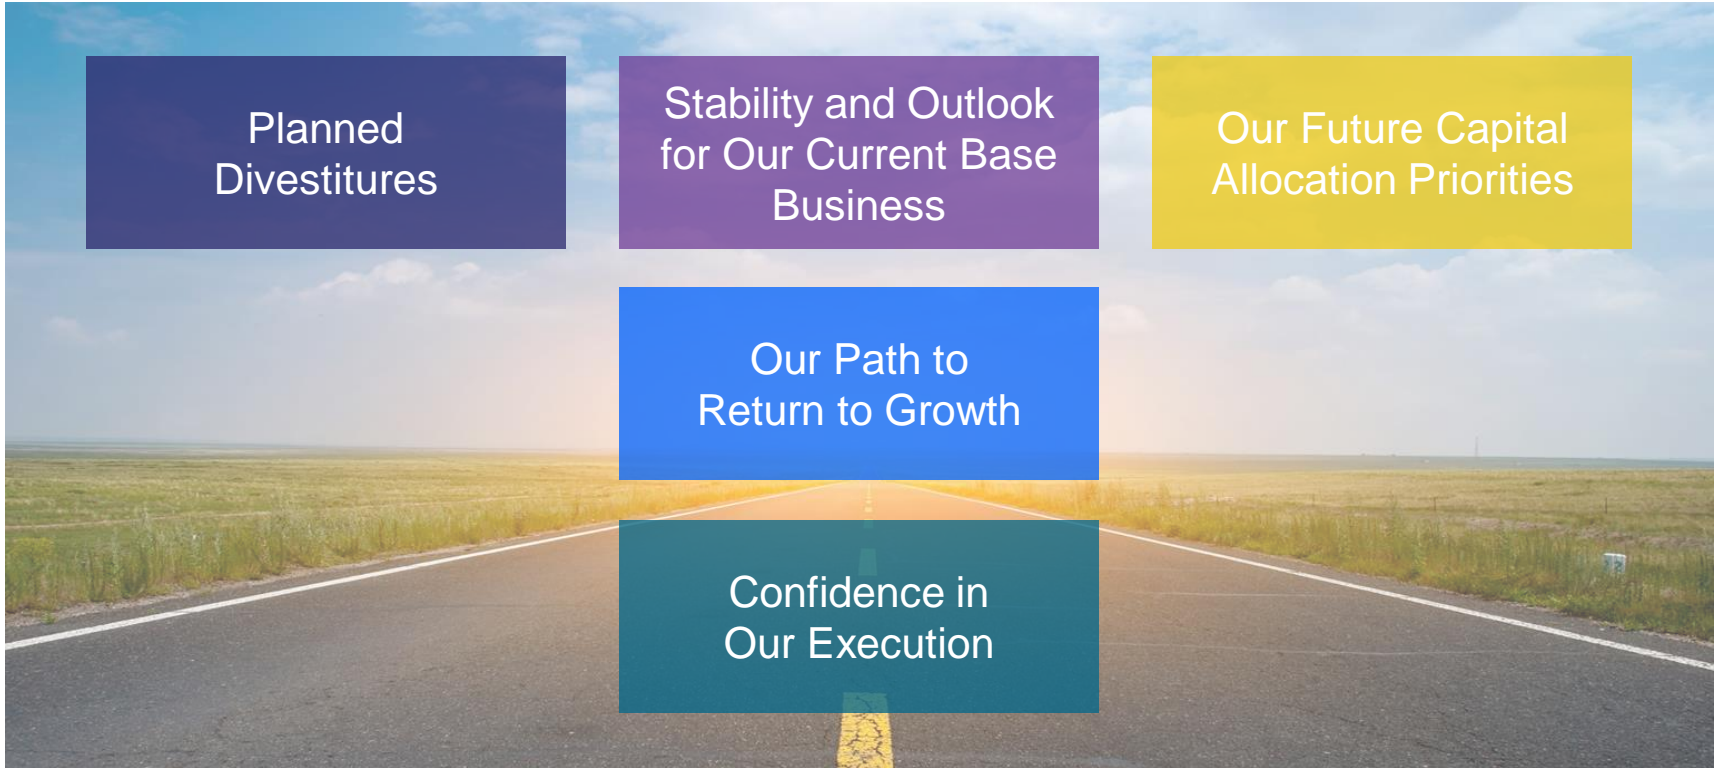 Planned
Divestitures
Stability and Outlook
for Our Current Base
Business
Our Future Capital
Allocation Priorities
Our Path to
Return to Growth
Confidence in
Our Execution